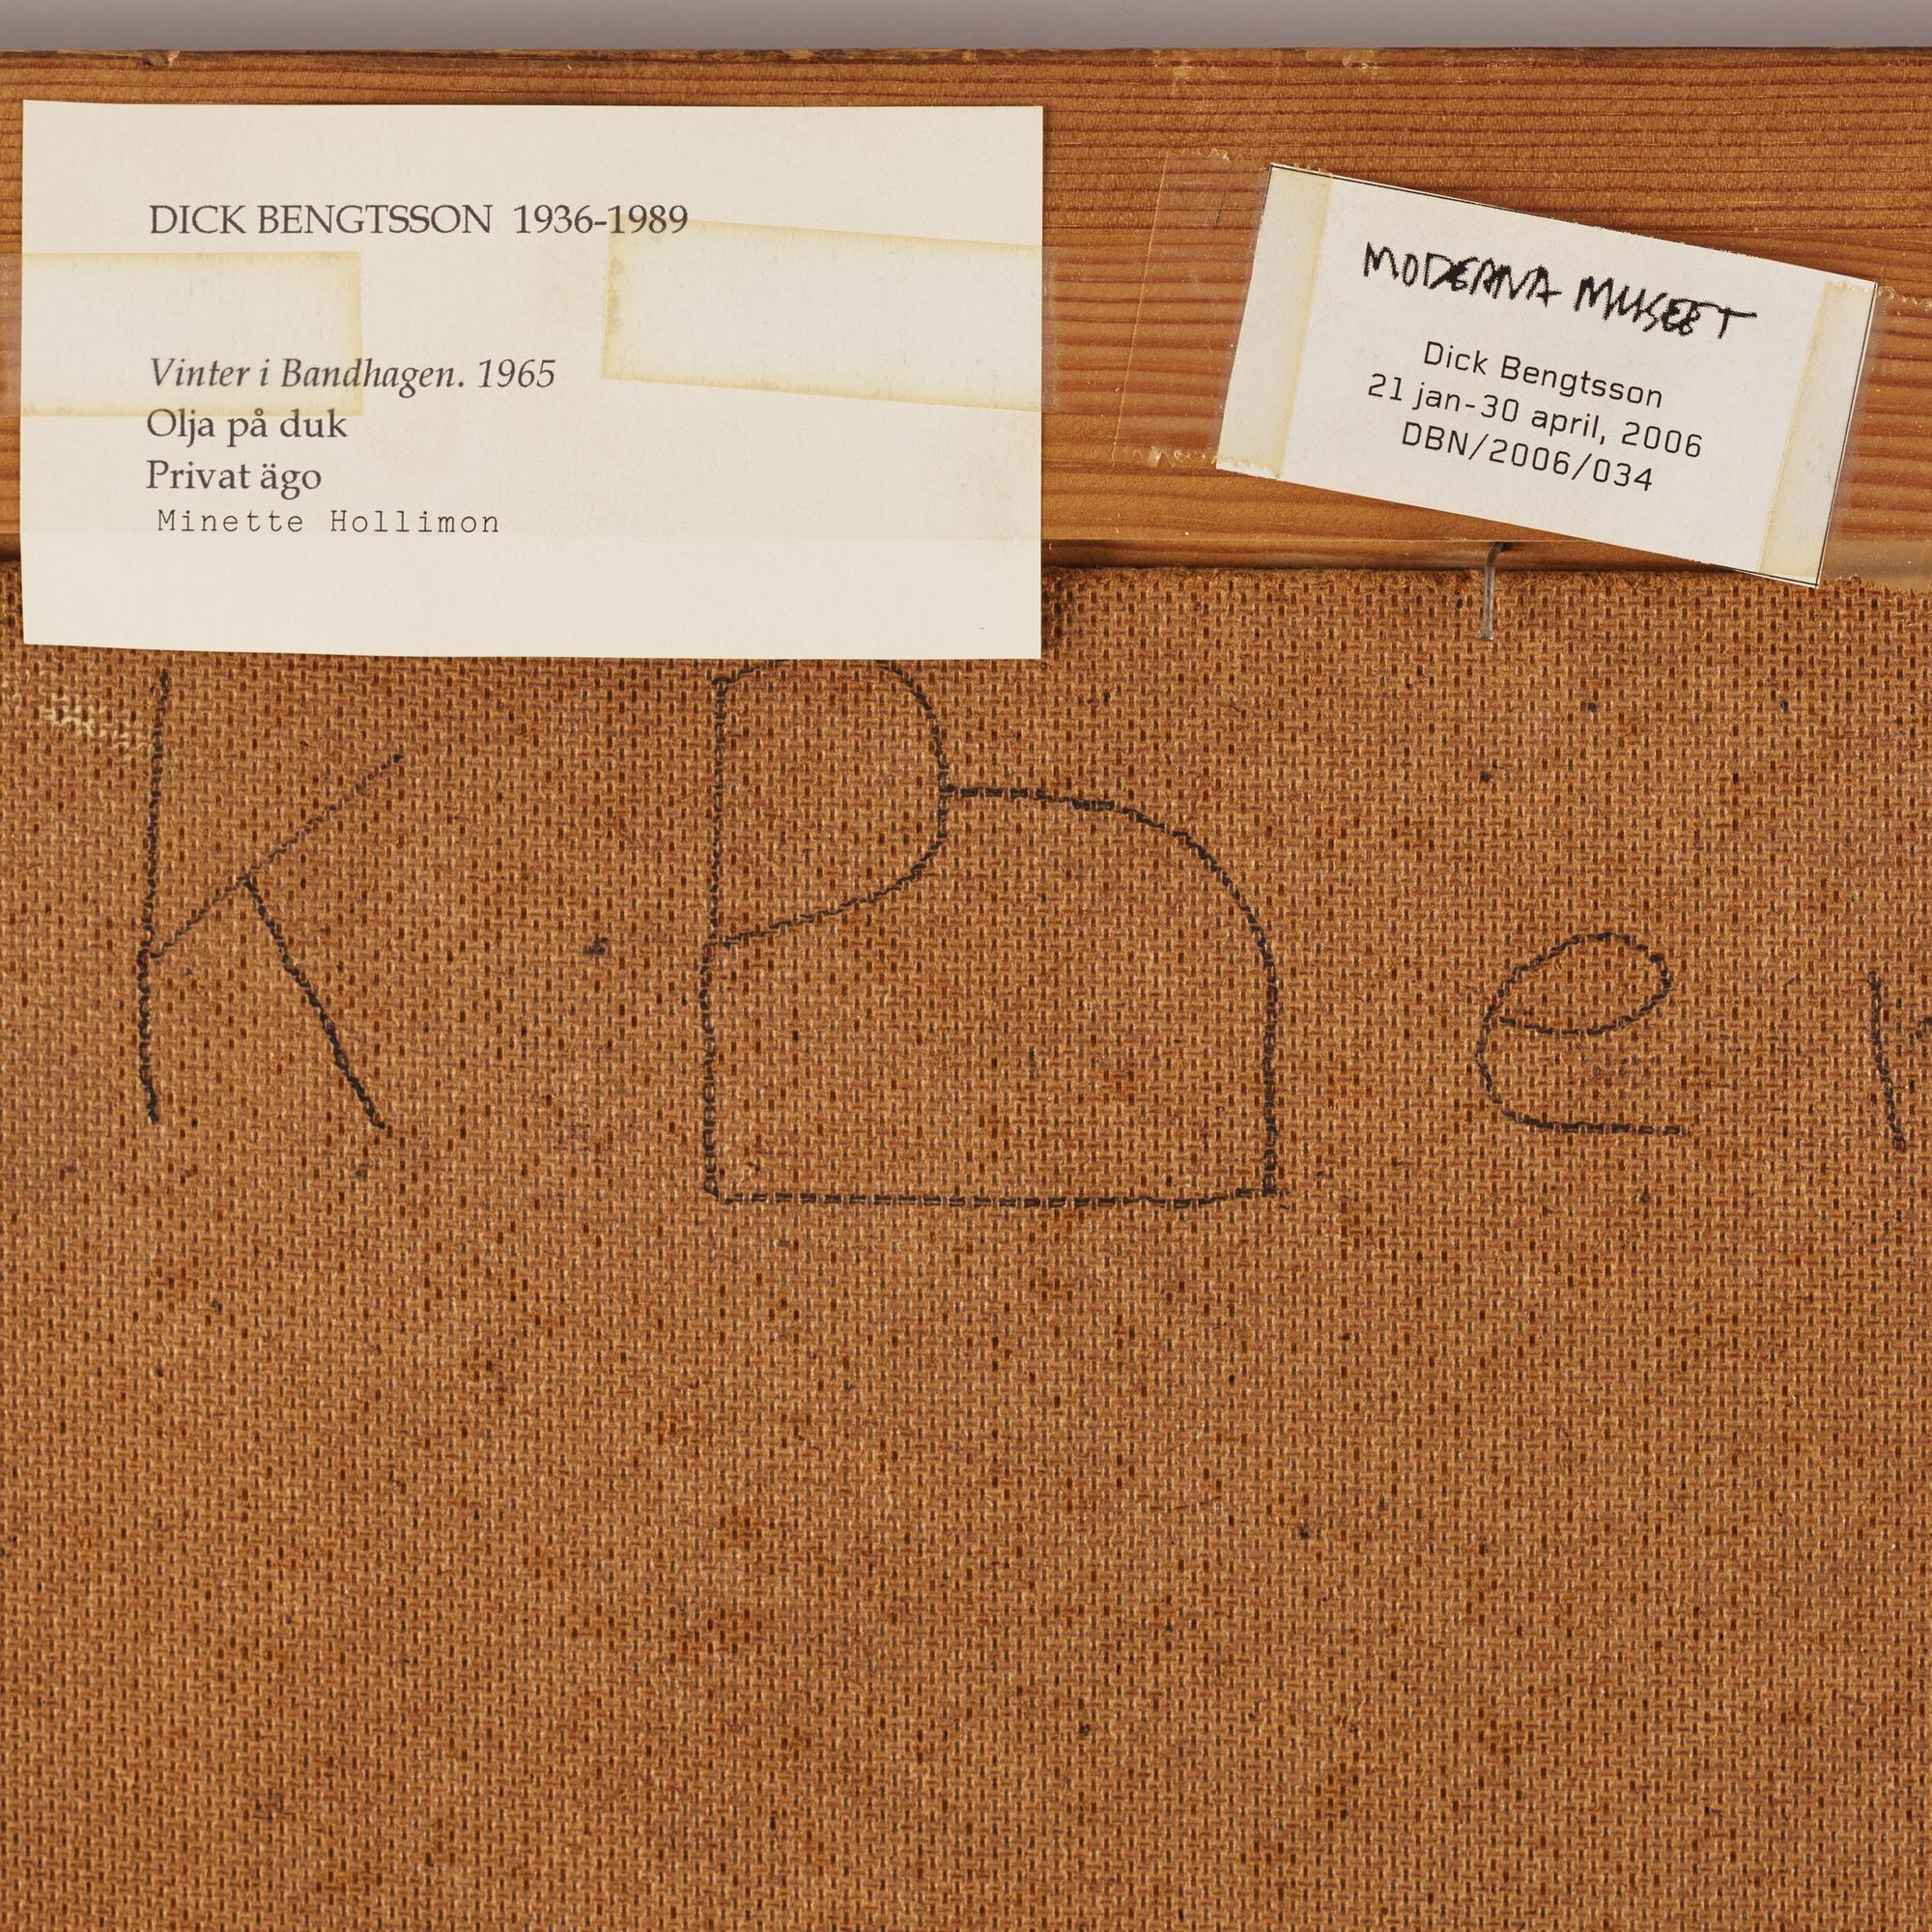 DICK BENGTSSON 1936-1989
Vinter i Bandhagen. 1965
Olja på duk
Privat ägo
Minette Hollimon
MODERNA MUSEET
Dick Bengtsson
21 jan-30 april, 2006
DBN/2006/034
K B e